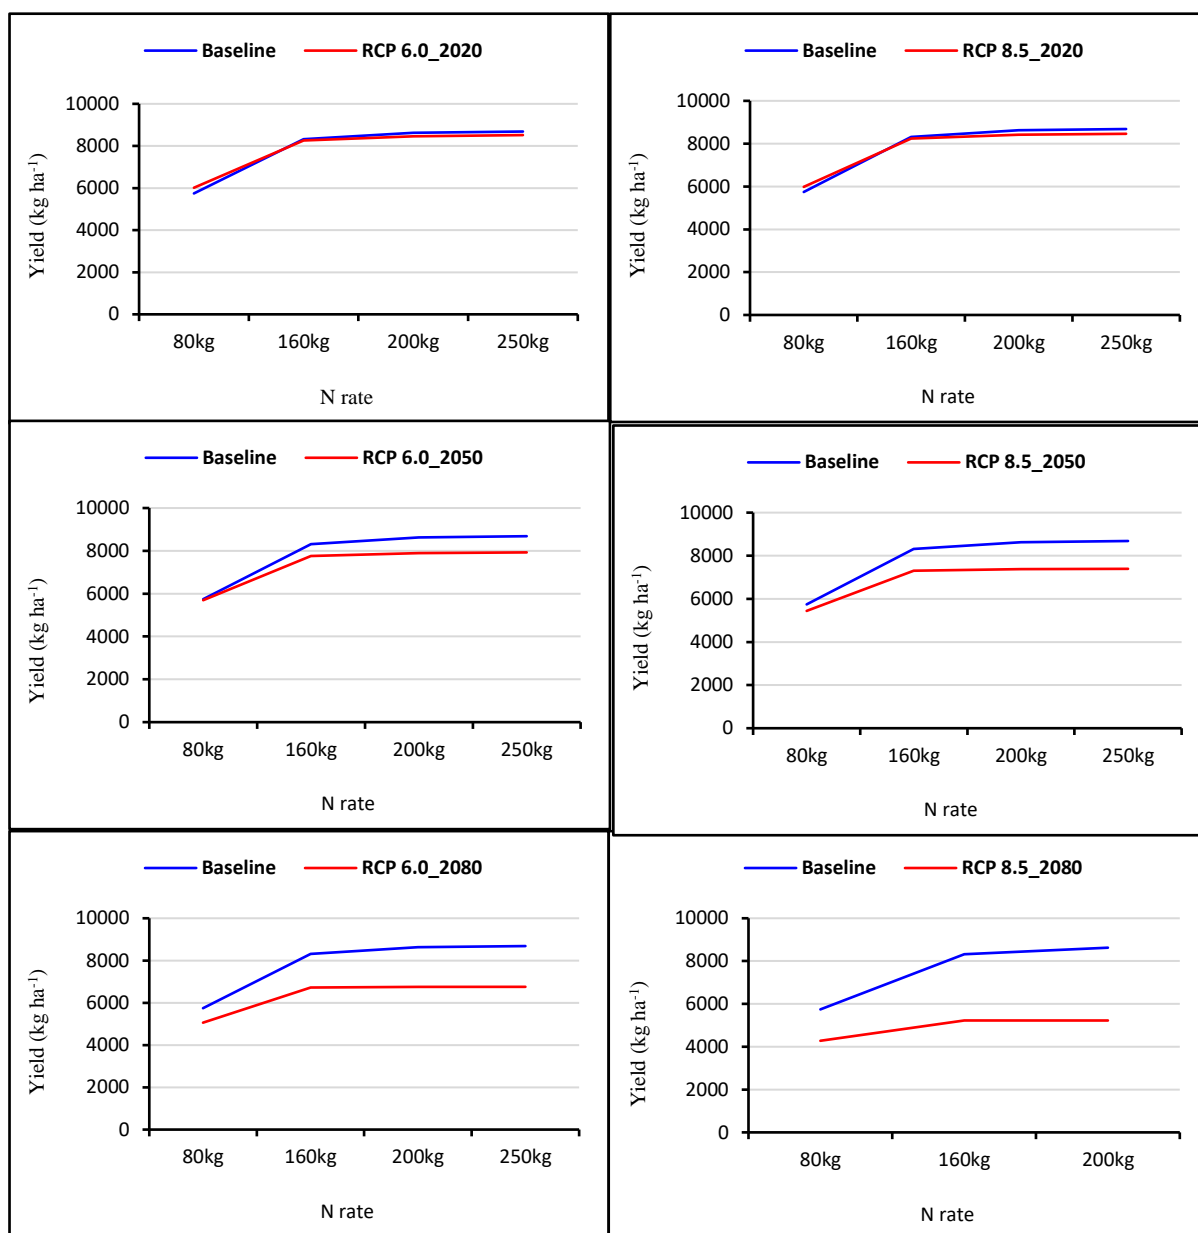 Baseline RCP 6.0_2020
10000
8000
6000
4000
2000
0
Yield (kg ha-1)
80kg 160kg 200kg 250kg
N rate
Baseline RCP 8.5_2020
10000
8000
6000
4000
2000
0
Yield (kg ha-1)
80kg 160kg 200kg 250kg
N rate
Baseline RCP 6.0_2050
10000
8000
6000
4000
2000
0
Yield (kg ha-1)
80kg 160kg 200kg 250kg
N rate
Baseline RCP 8.5_2050
10000
8000
6000
4000
2000
0
Yield (kg ha-1)
80kg 160kg 200kg 250kg
N rate
Baseline RCP 6.0_2080
10000
8000
6000
4000
2000
0
Yield (kg ha-1)
80kg 160kg 200kg 250kg
N rate
Baseline RCP 8.5_2080
10000
8000
6000
4000
2000
0
Yield (kg ha-1)
80kg 160kg 200kg
N rate